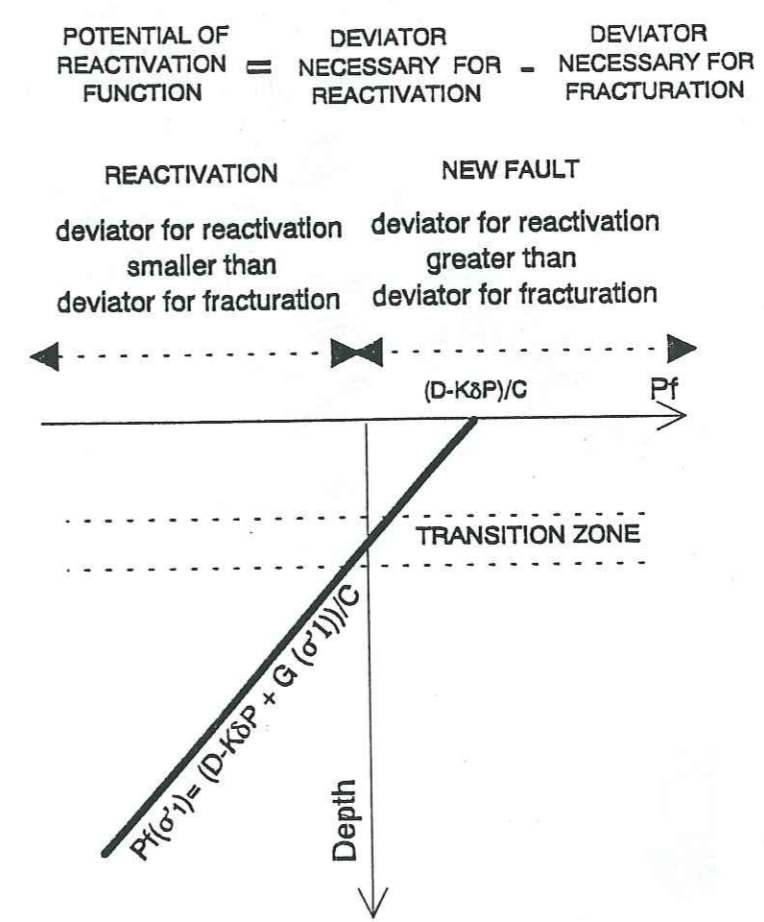 POTENTIAL OF REACTIVATION FUNCTION = DEVIATOR NECESSARY FOR REACTIVATION - DEVIATOR NECESSARY FOR FRACTURATION
REACTIVATION
deviator for reactivation
smaller than
deviator for fracturation
NEW FAULT
deviator for reactivation
greater than
deviator for fracturation
(D-KδP)/C
Pf
TRANSITION ZONE
Pf(σ'1)= (D-KδP + G (σ'1))/C
Depth